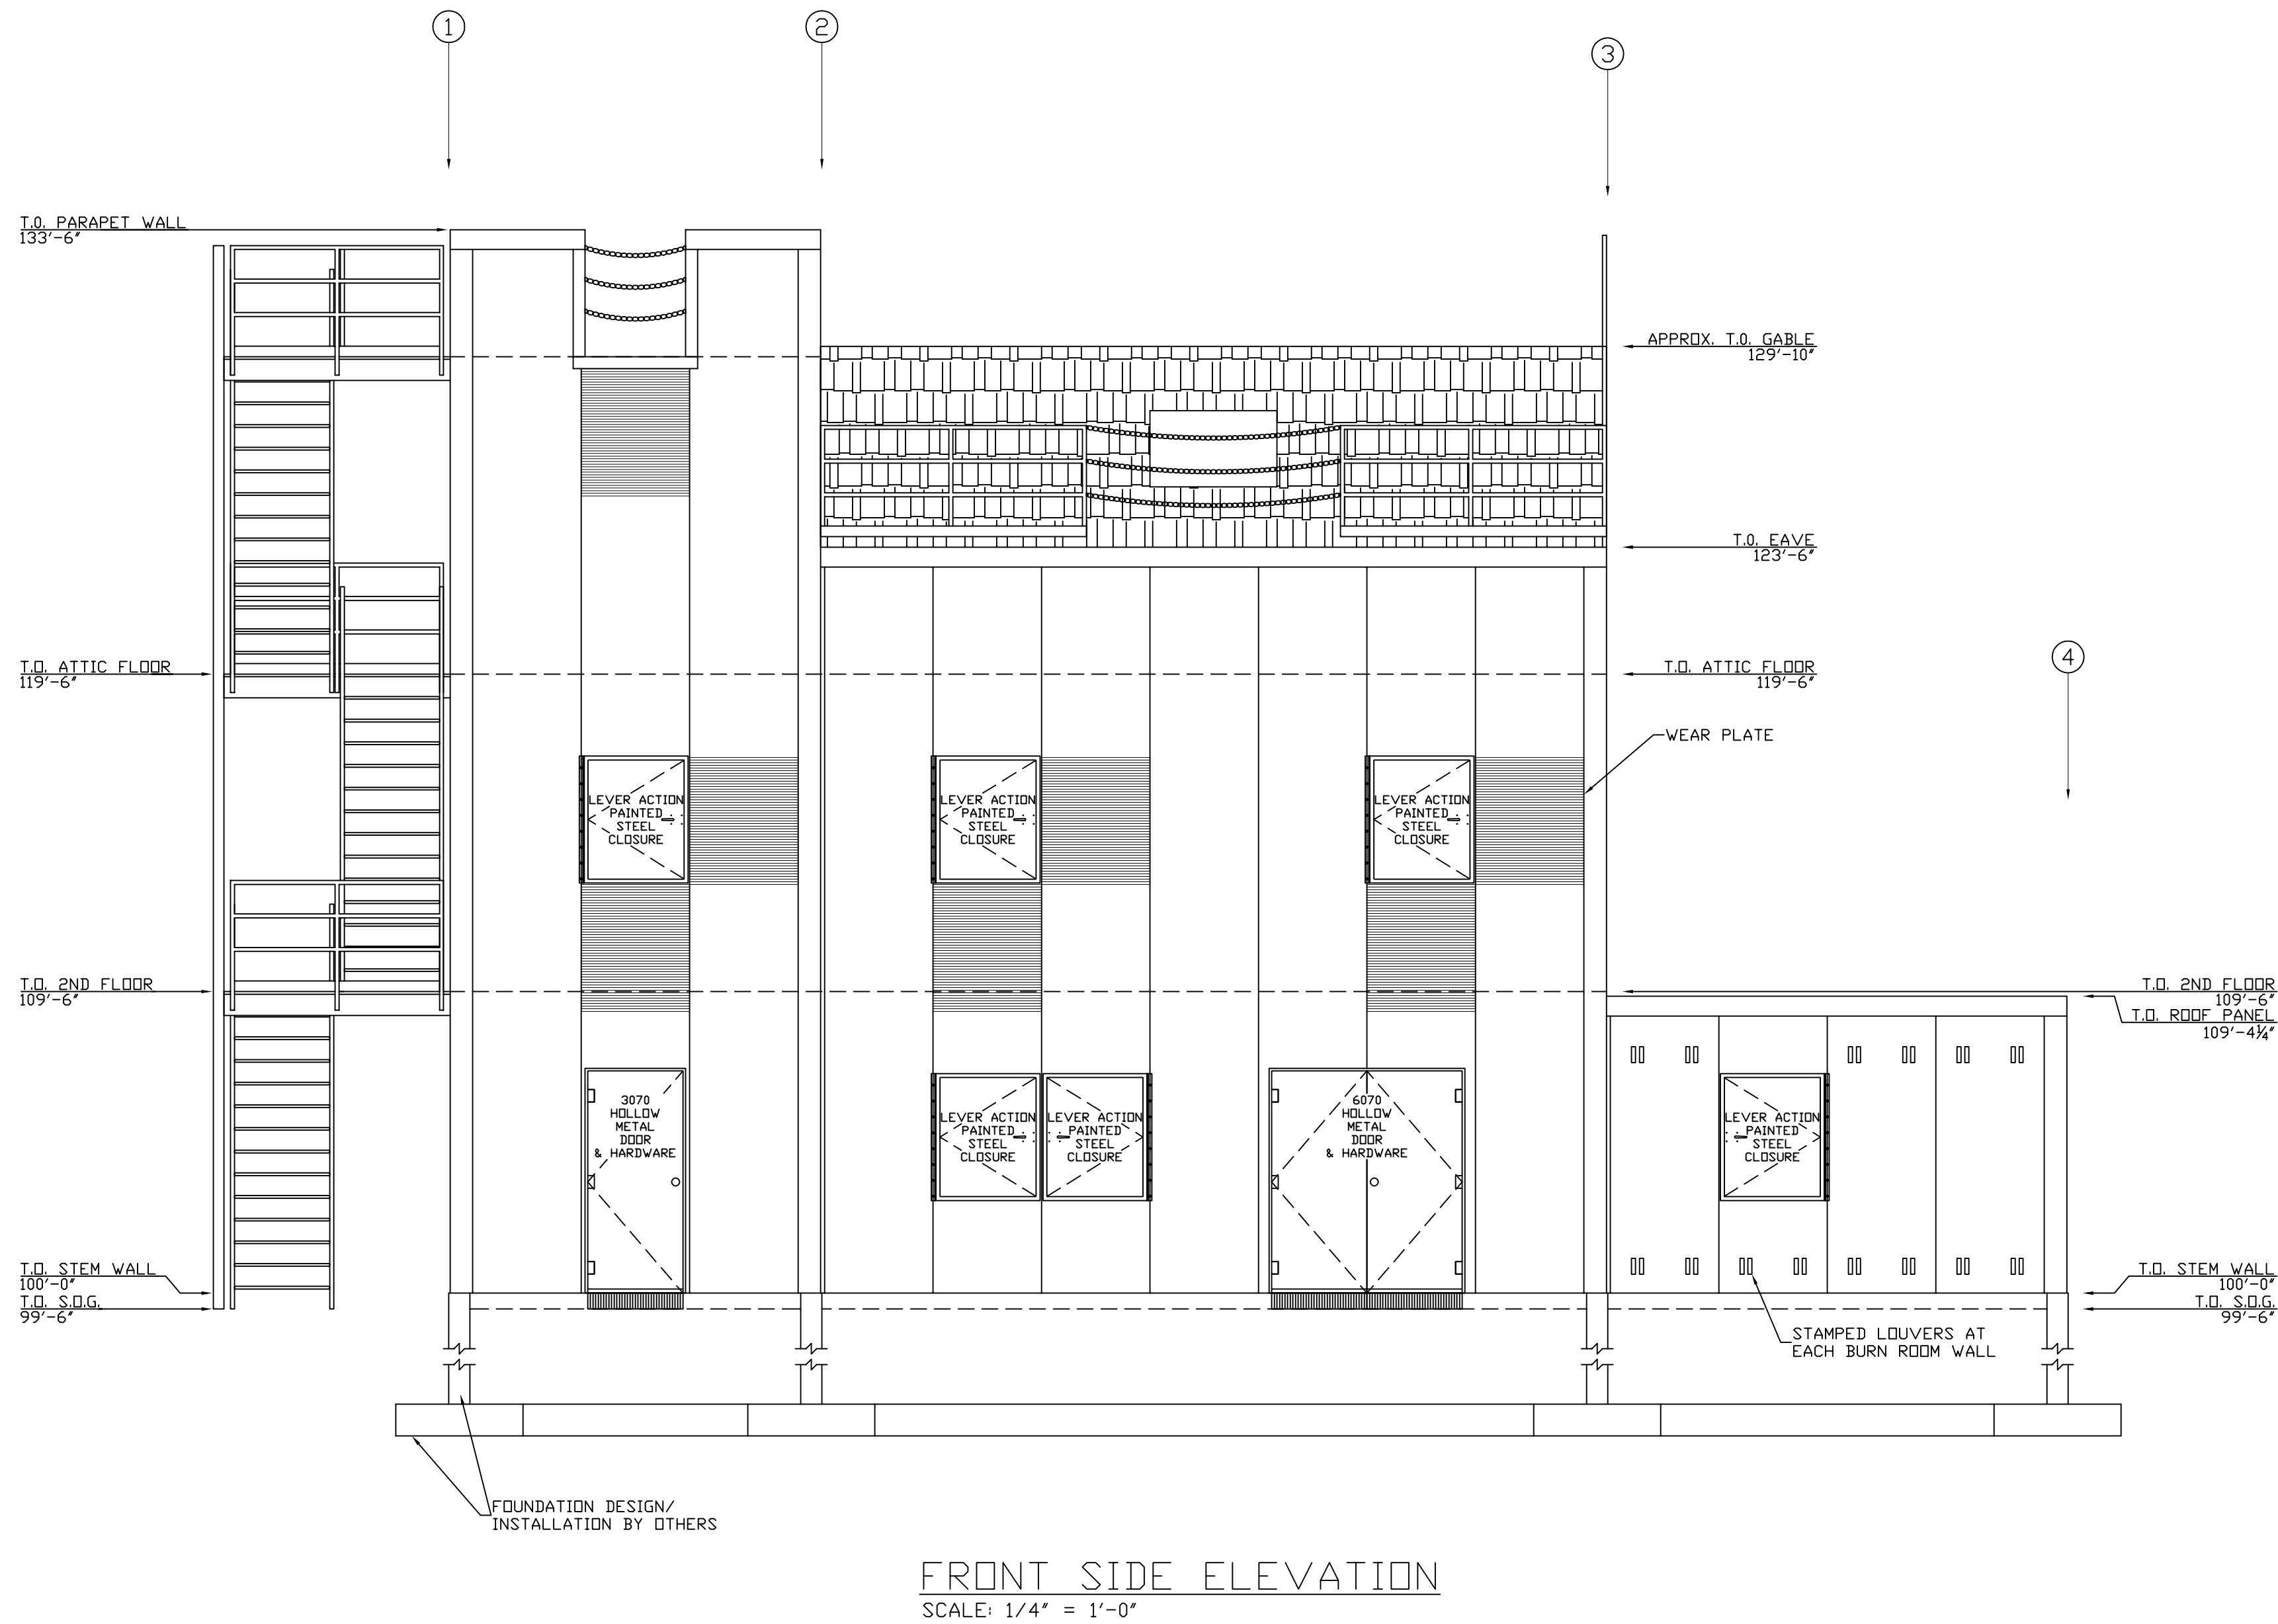 1
2
3
T.O. PARAPET WALL
133'-6"
APPROX. T.O. GABLE
129'-10"
T.O. EAVE
123'-6"
T.O. ATTIC FLOOR
119'-6"
T.O. ATTIC FLOOR
119'-6"
4
WEAR PLATE
LEVER ACTION
PAINTED
STEEL
CLOSURE
LEVER ACTION
PAINTED
STEEL
CLOSURE
LEVER ACTION
PAINTED
STEEL
CLOSURE
T.O. 2ND FLOOR
109'-6"
T.O. 2ND FLOOR
109'-6"
T.O. ROOF PANEL
109'-4¼"
3070
HOLLOW
METAL
DOOR
& HARDWARE
LEVER ACTION
PAINTED
STEEL
CLOSURE
LEVER ACTION
PAINTED
STEEL
CLOSURE
6070
HOLLOW
METAL
DOOR
& HARDWARE
LEVER ACTION
PAINTED
STEEL
CLOSURE
T.O. STEM WALL
100'-0"
T.O. S.O.G.
99'-6"
T.O. STEM WALL
100'-0"
T.O. S.O.G.
99'-6"
STAMPED LOUVERS AT
EACH BURN ROOM WALL
FOUNDATION DESIGN/
INSTALLATION BY OTHERS
FRONT SIDE ELEVATION
SCALE: 1/4" = 1'-0"